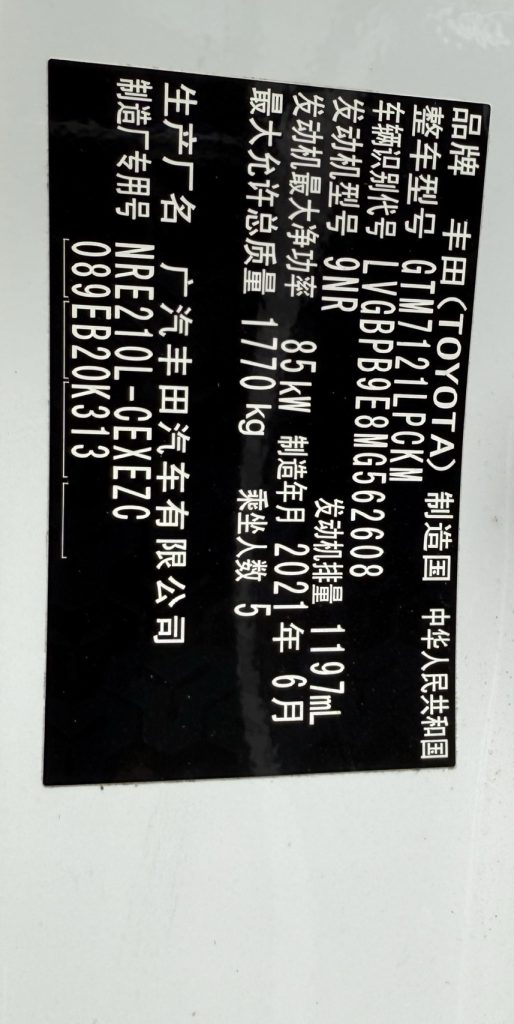 品牌 丰田(TOYOTA) 制造国 中华人民共和国
整车型号 GTM7121LPCKM
车辆识别代号 LVGBPB9E8MG562608
发动机型号 9NR 发动机排量 1197mL
发动机最大净功率 85kW 制造年月 2021年6月
最大允许总质量 1770kg 乘坐人数 5
生产厂名 广汽丰田汽车有限公司
制造厂专用号 NRE210L-CEXEZC
089EB20K313